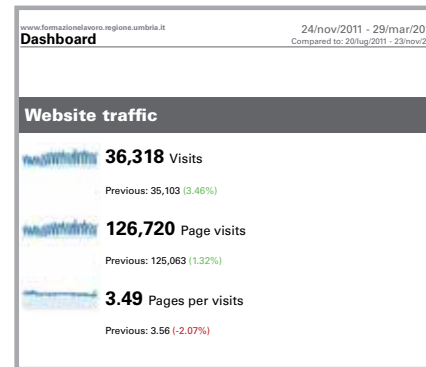 www.formazionelavoro.regione.umbria.it
24/nov/2011 - 29/mar/20
Dashboard
Compared to: 20/lug/2011 - 23/nov/2
Website traffic
36,318 Visits
Previous: 35,103 (3.46%)
126,720 Page visits
Previous: 125,063 (1.32%)
3.49 Pages per visits
Previous: 3.56 (-2.07%)